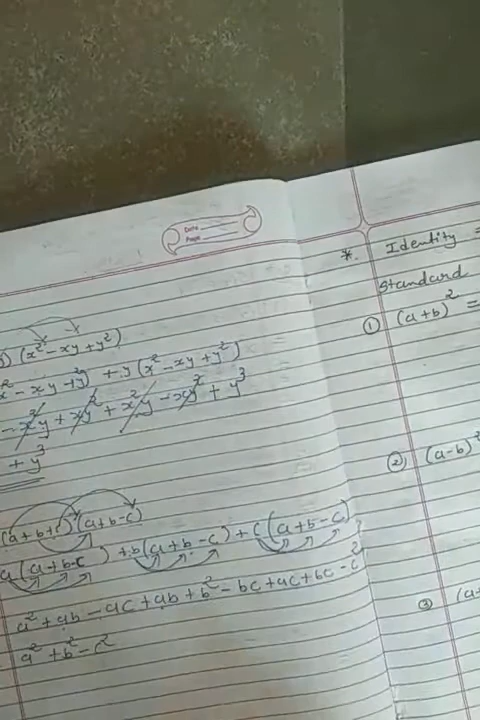 Date
Page
) (x² - xy + y²)
x² - xy + y²) + y (x² - xy + y²)
- x²y + xy² + x²y - xy² + y³
+ y³
(a+b+c) (a+b-c)
a(a+b-c) + b(a+b-c) + c(a+b-c)
a² + ab - ac + ab + b² - bc + ac + bc - c²
a² + b² - c²
*. Identity =
Standard
① (a+b)² =
② (a-b)²
③ (a+